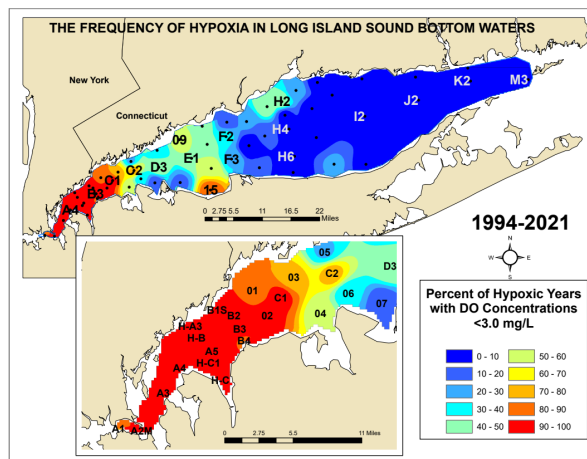 THE FREQUENCY OF HYPOXIA IN LONG ISLAND SOUND BOTTOM WATERS
New York
Connecticut
M3
K2
J2
I2
H2
H4
H6
F2
F3
09
E1
15
D3
C2
C1
B3
A4
0 2.75 5.5 11 16.5 22
Miles
1994-2021
N
W E
S
05
D3
03 C2
01
06
C1 07
B1S B2 02 04
H-A3 B3
H-B B4
A5
H-C1
A4
H-C
A3
A1 A2M
0 2.75 5.5 11 Miles
Percent of Hypoxic Years
with DO Concentrations
<3.0 mg/L
0 - 10 50 - 60
10 - 20 60 - 70
20 - 30 70 - 80
30 - 40 80 - 90
40 - 50 90 - 100